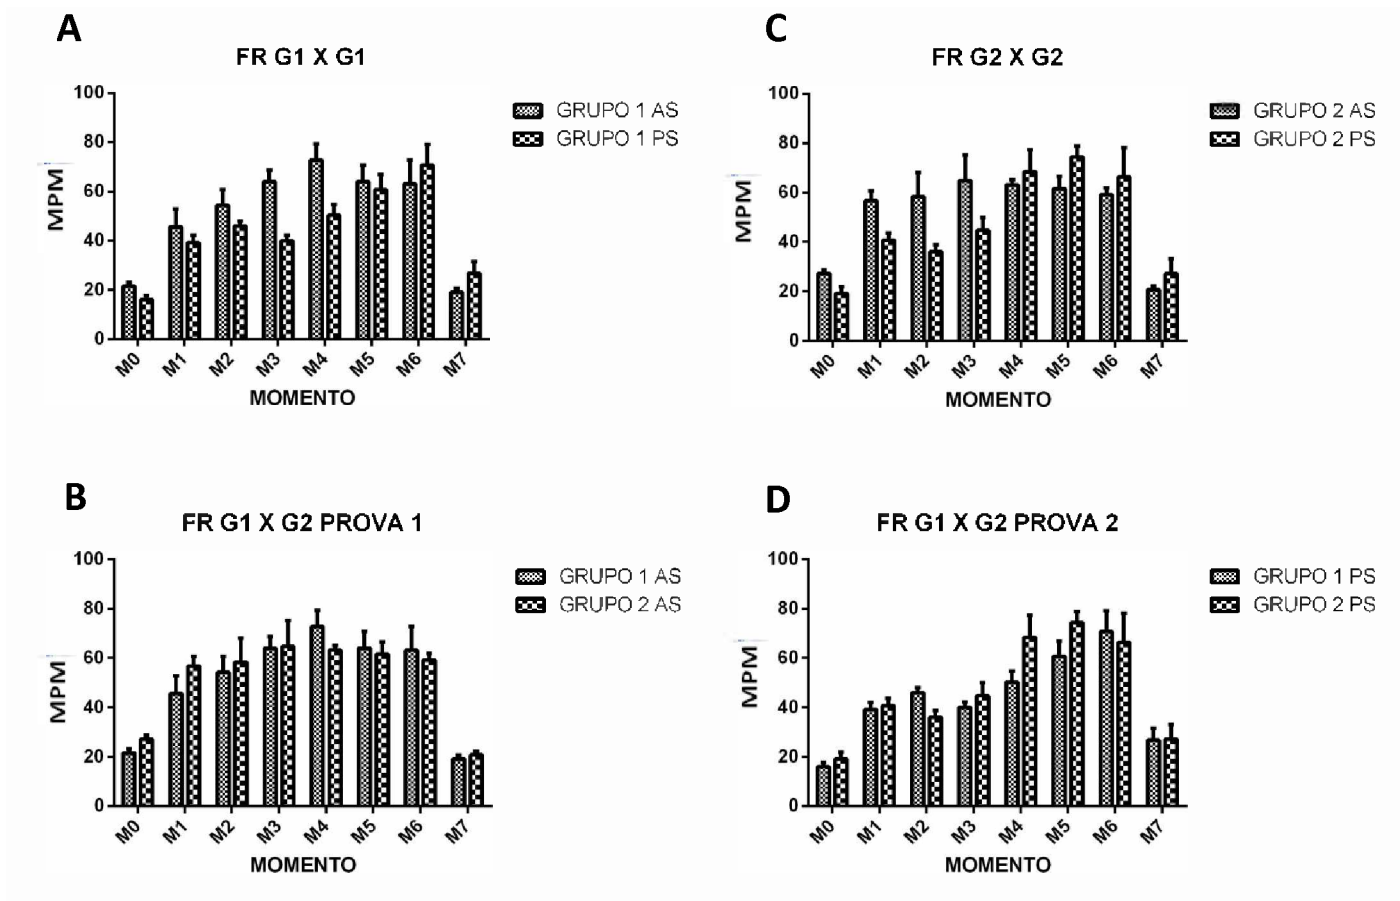 A
FR G1 X G1
100
80
60
40
20
0
MPM
M0 M1 M2 M3 M4 M5 M6 M7
MOMENTO
GRUPO 1 AS
GRUPO 1 PS
C
FR G2 X G2
100
80
60
40
20
0
MPM
M0 M1 M2 M3 M4 M5 M6 M7
MOMENTO
GRUPO 2 AS
GRUPO 2 PS
B
FR G1 X G2 PROVA 1
100
80
60
40
20
0
MPM
M0 M1 M2 M3 M4 M5 M6 M7
MOMENTO
GRUPO 1 AS
GRUPO 2 AS
D
FR G1 X G2 PROVA 2
100
80
60
40
20
0
MPM
M0 M1 M2 M3 M4 M5 M6 M7
MOMENTO
GRUPO 1 PS
GRUPO 2 PS